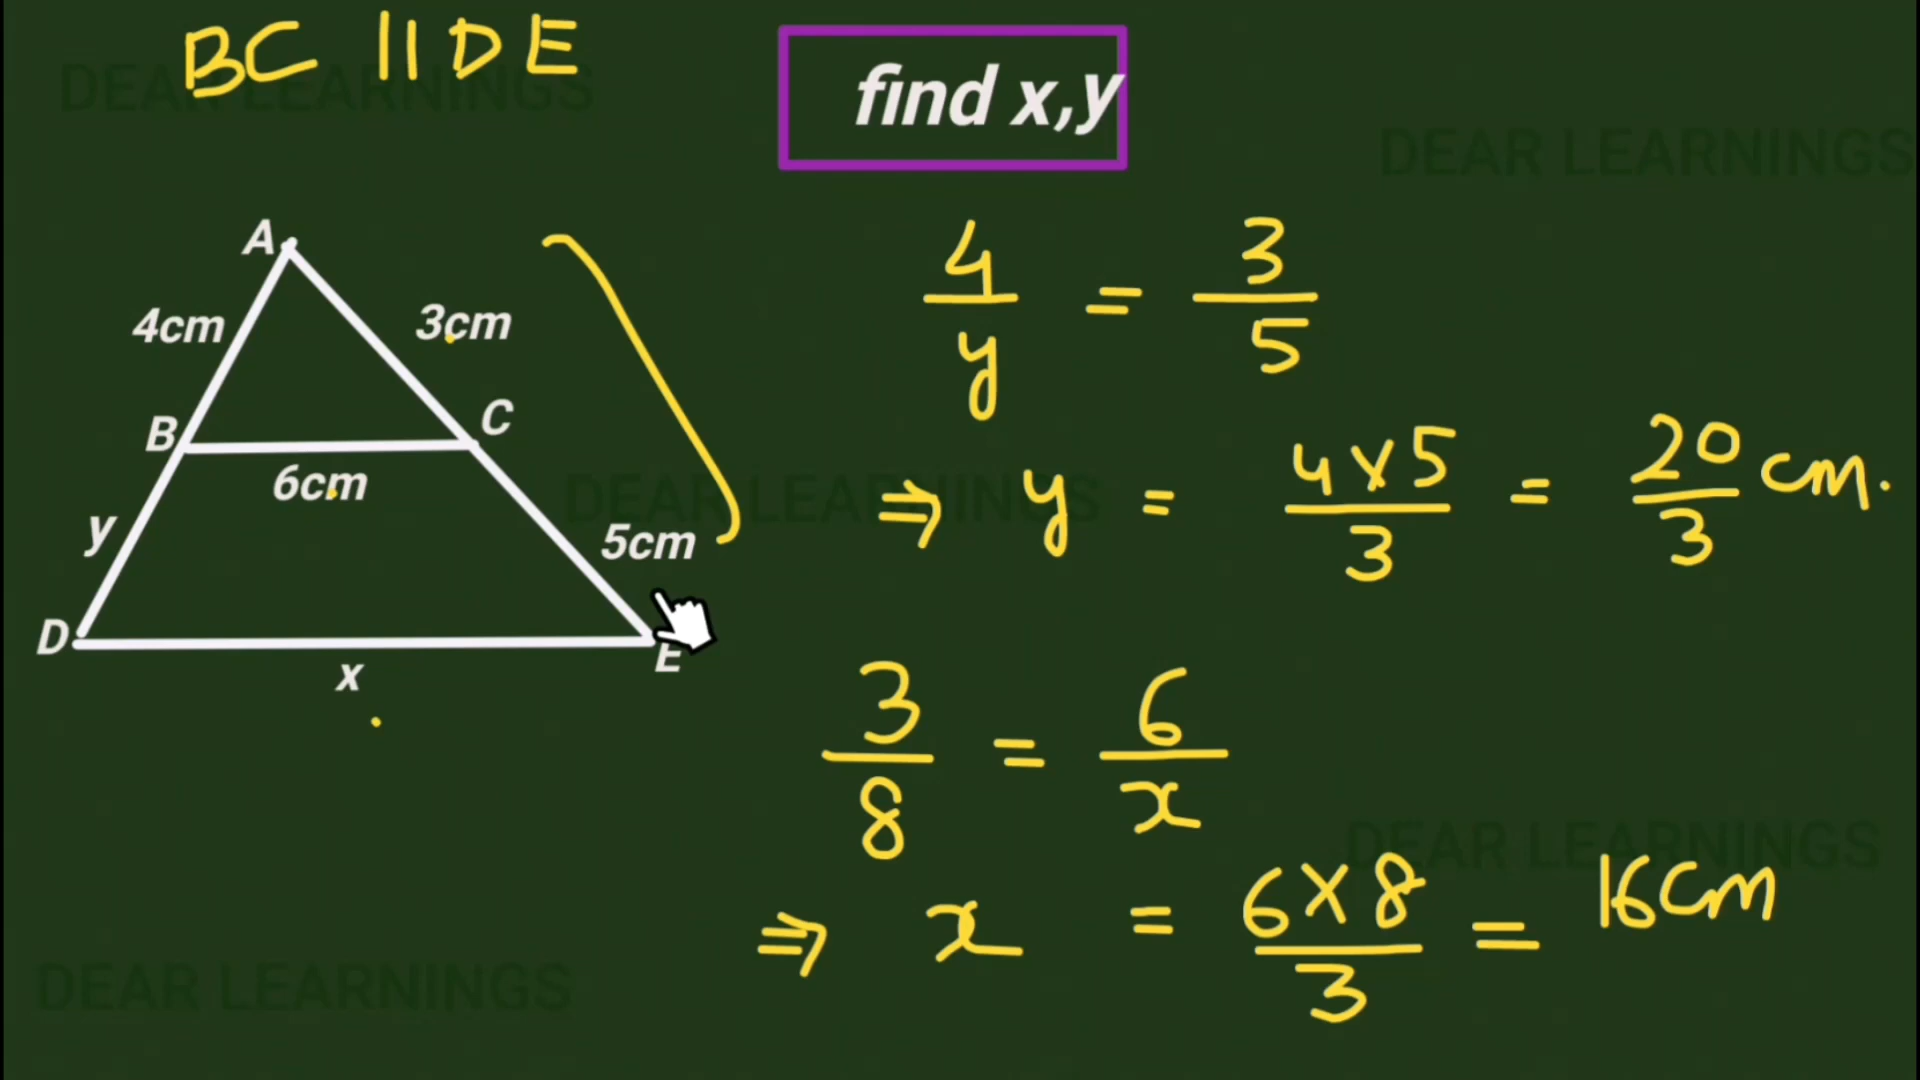 BC || DE
find x,y
DEAR LEARNINGS
DEAR LEARNINGS
A
4cm
3cm
B
C
6cm
y
5cm
D
E
x
DEAR LEARNINGS
4/y = 3/5
⇒ y = 4×5/3 = 20/3 cm.
3/8 = 6/x
DEAR LEARNINGS
⇒ x = 6×8/3 = 16cm
DEAR LEARNINGS